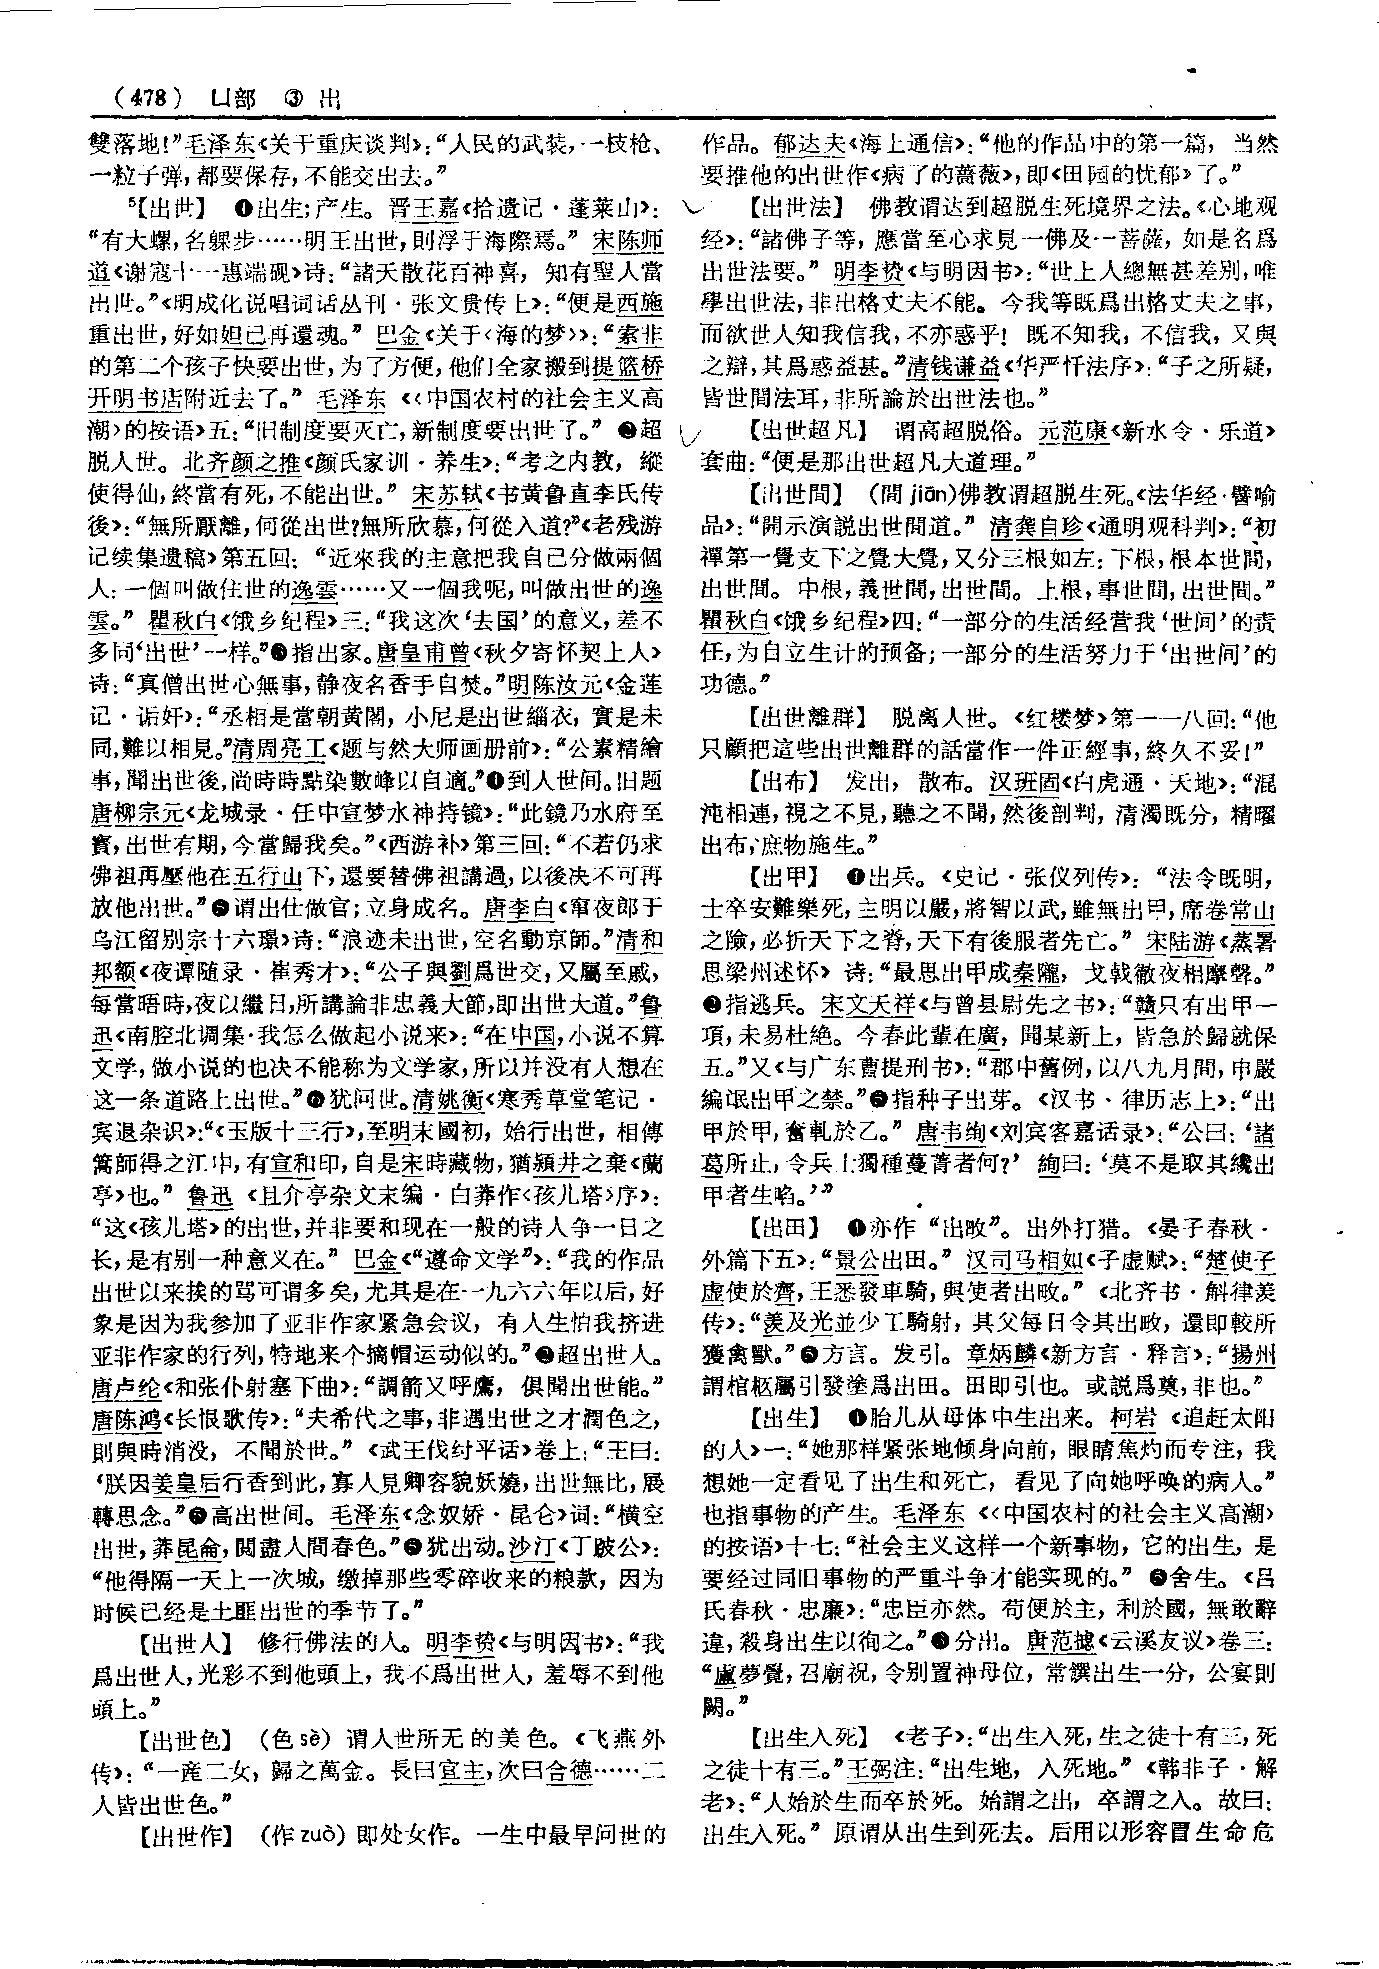 （478） 凵部 ③ 出
雙落地！”毛泽东《关于重庆谈判》：“人民的武装，一枝枪、
一粒子弹，都要保存，不能交出去。”
⁵【出世】 ❶出生；产生。晋王嘉《拾遗记·蓬莱山》：
“有大螺，名躶步……明王出世，則浮于海際焉。” 宋陈师
道《谢寇十一惠端砚》诗：“諸天散花百神喜，知有聖人當
出世。”《明成化说唱词话丛刊·张文贵传上》：“便是西施
重出世，好如妲已再還魂。” 巴金《关于〈海的梦〉》：“索非
的第二个孩子快要出世，为了方便，他们全家搬到提篮桥
开明书店附近去了。” 毛泽东《〈中国农村的社会主义高
潮〉的按语》五：“旧制度要灭亡，新制度要出世了。” ❷超
脱人世。北齐颜之推《颜氏家训·养生》：“考之内教，縱
使得仙，終當有死，不能出世。” 宋苏轼《书黄鲁直李氏传
後》：“無所厭離，何從出世？無所欣慕，何從入道？”《老残游
记续集遗稿》第五回：“近來我的主意把我自己分做兩個
人：一個叫做住世的逸雲……又一個我呢，叫做出世的逸
雲。” 瞿秋白《饿乡纪程》三：“我这次‘去国’的意义，差不
多同‘出世’一样。”❸指出家。唐皇甫曾《秋夕寄怀契上人》
诗：“真僧出世心無事，静夜名香手自焚。”明陈汝元《金莲
记·诟奸》：“丞相是當朝黄閣，小尼是出世緇衣，實是未
同，難以相見。”清周亮工《题与然大师画册前》：“公素精繪
事，聞出世後，尚時時點染數峰以自適。”❹到人世间。旧题
唐柳宗元《龙城录·任中宣梦水神持镜》：“此鏡乃水府至
寳，出世有期，今當歸我矣。”《西游补》第三回：“不若仍求
佛祖再壓他在五行山下，還要替佛祖講過，以後决不可再
放他出世。”❺谓出仕做官；立身成名。唐李白《窜夜郎于
乌江留别宗十六璟》诗：“浪迹未出世，空名動京師。”清和
邦额《夜谭随录·崔秀才》：“公子與劉爲世交，又屬至戚，
每當晤時，夜以繼日，所講論非忠義大節，即出世大道。”鲁
迅《南腔北调集·我怎么做起小说来》：“在中国，小说不算
文学，做小说的也决不能称为文学家，所以并没有人想在
这一条道路上出世。”❻犹问世。清姚衡《寒秀草堂笔记·
宾退杂识》：“《玉版十三行》，至明末國初，始行出世，相傳
篙師得之江中，有宣和印，自是宋時藏物，猶潁井之棄《蘭
亭》也。” 鲁迅《且介亭杂文末编·白莽作〈孩儿塔〉序》：
“这《孩儿塔》的出世，并非要和现在一般的诗人争一日之
长，是有别一种意义在。” 巴金《“遵命文学”》：“我的作品
出世以来挨的骂可谓多矣，尤其是在一九六六年以后，好
象是因为我参加了亚非作家紧急会议，有人生怕我挤进
亚非作家的行列，特地来个摘帽运动似的。”❼超出世人。
唐卢纶《和张仆射塞下曲》：“調箭又呼鷹，俱聞出世能。”
唐陈鸿《长恨歌传》：“夫希代之事，非遇出世之才潤色之，
則與時消没，不聞於世。”《武王伐纣平话》卷上：“王曰：
‘朕因姜皇后行香到此，寡人見卿容貌妖嬈，出世無比，展
轉思念。”❽高出世间。毛泽东《念奴娇·昆仑》词：“横空
出世，莽昆侖，閲盡人間春色。”❾犹出动。沙汀《丁跛公》：
“他得隔一天上一次城，缴掉那些零碎收来的粮款，因为
时候已经是土匪出世的季节了。”
【出世人】 修行佛法的人。明李贽《与明因书》：“我
爲出世人，光彩不到他頭上，我不爲出世人，羞辱不到他
頭上。”
【出世色】 （色sè）谓人世所无的美色。《飞燕外
传》：“一産二女，歸之萬金。長曰宜主，次曰合德……二
人皆出世色。”
【出世作】 （作zuò）即处女作。一生中最早问世的
作品。郁达夫《海上通信》：“他的作品中的第一篇，当然
要推他的出世作《病了的蔷薇》，即《田园的忧郁》了。”
【出世法】 佛教谓达到超脱生死境界之法。《心地观
经》：“諸佛子等，應當至心求見一佛及一菩薩，如是名爲
出世法要。” 明李贽《与明因书》：“世上人總無甚差别，唯
學出世法，非出格丈夫不能。今我等既爲出格丈夫之事，
而欲世人知我信我，不亦惑乎！既不知我，不信我，又與
之辯，其爲惑益甚。”清钱谦益《华严忏法序》：“子之所疑，
皆世間法耳，非所論於出世法也。”
【出世超凡】 谓高超脱俗。元范康《新水令·乐道》
套曲：“便是那出世超凡大道理。”
【出世間】 （間jiān）佛教谓超脱生死。《法华经·譬喻
品》：“開示演説出世間道。” 清龚自珍《通明观科判》：“初
禪第一覺支下之覺大覺，又分三根如左：下根，根本世間，
出世間。中根，義世間，出世間。上根，事世間，出世間。”
瞿秋白《饿乡纪程》四：“一部分的生活经营我‘世间’的责
任，为自立生计的预备；一部分的生活努力于‘出世间’的
功德。”
【出世離群】 脱离人世。《红楼梦》第一一八回：“他
只顧把這些出世離群的話當作一件正經事，終久不妥！”
【出布】 发出，散布。汉班固《白虎通·天地》：“混
沌相連，視之不見，聽之不聞，然後剖判，清濁既分，精曜
出布，庶物施生。”
【出甲】 ❶出兵。《史记·张仪列传》：“法令既明，
士卒安難樂死，主明以嚴，將智以武，雖無出甲，席卷常山
之險，必折天下之脊，天下有後服者先亡。” 宋陆游《蒸暑
思梁州述怀》诗：“最思出甲戍秦隴，戈戟徹夜相摩聲。”
❷指逃兵。宋文天祥《与曾县尉先之书》：“贛只有出甲一
項，未易杜絶。今春此輩在廣，聞某新上，皆急於歸就保
五。”又《与广东曹提刑书》：“郡中舊例，以八九月間，申嚴
編氓出甲之禁。”❸指种子出芽。《汉书·律历志上》：“出
甲於甲，奮軋於乙。” 唐韦绚《刘宾客嘉话录》：“公曰：‘諸
葛所止，令兵士獨種蔓菁者何？’ 絢曰：‘莫不是取其纔出
甲者生啗。’”
【出田】 ❶亦作“出畋”。出外打猎。《晏子春秋·
外篇下五》：“景公出田。” 汉司马相如《子虚赋》：“楚使子
虚使於齊，王悉發車騎，與使者出畋。”《北齐书·斛律羡
传》：“羡及光並少工騎射，其父每日令其出畋，還即較所
獲禽獸。”❷方言。发引。章炳麟《新方言·释言》：“揚州
謂棺柩屬引發塗爲出田。田即引也。或説爲奠，非也。”
【出生】 ❶胎儿从母体中生出来。柯岩《追赶太阳
的人》一：“她那样紧张地倾身向前，眼睛焦灼而专注，我
想她一定看见了出生和死亡，看见了向她呼唤的病人。”
也指事物的产生。毛泽东《〈中国农村的社会主义高潮〉
的按语》十七：“社会主义这样一个新事物，它的出生，是
要经过同旧事物的严重斗争才能实现的。” ❷舍生。《吕
氏春秋·忠廉》：“忠臣亦然。苟便於主，利於國，無敢辭
違，殺身出生以徇之。”❸分出。唐范摅《云溪友议》卷三：
“盧夢覺，召廟祝，令别置神母位，常饌出生一分，公宴則
闕。”
【出生入死】 《老子》：“出生入死，生之徒十有三，死
之徒十有三。”王弼注：“出生地，入死地。”《韩非子·解
老》：“人始於生而卒於死。始謂之出，卒謂之入。故曰：
出生入死。”原谓从出生到死去。后用以形容冒生命危